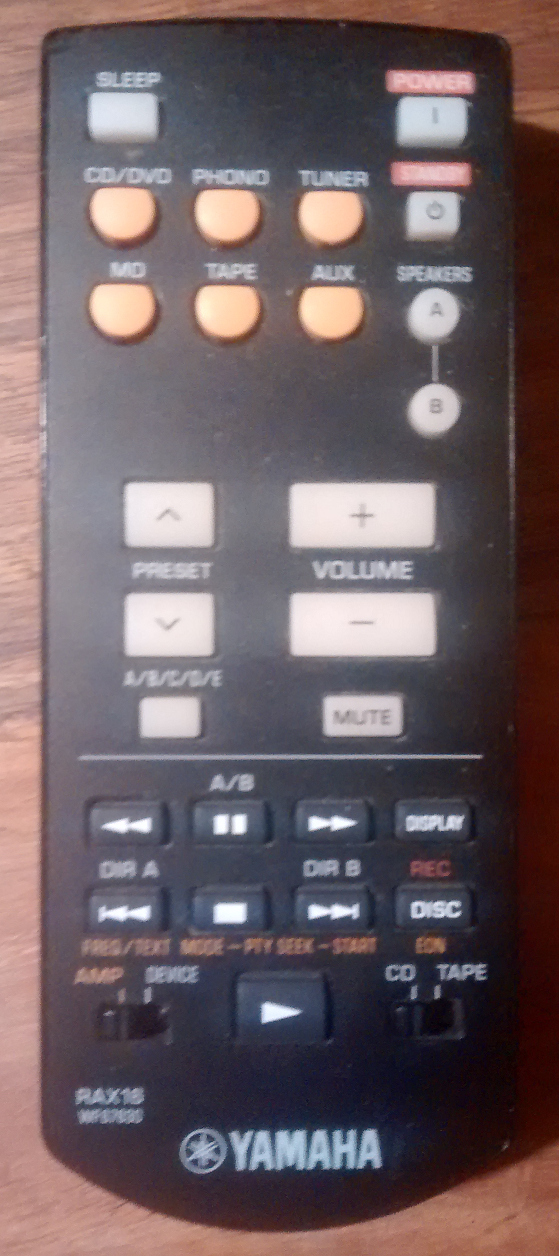 SLEEP POWER
CD/DVD PHONO TUNER STANDBY
MD TAPE AUX SPEAKERS
A
B
+
PRESET VOLUME
−
A/B/C/D/E
MUTE
A/B
DISPLAY
DIR A DIR B REC
DISC
FREQ/TEXT MODE – PTY SEEK – START EON
AMP DEVICE CD TAPE
RAX16
YAMAHA